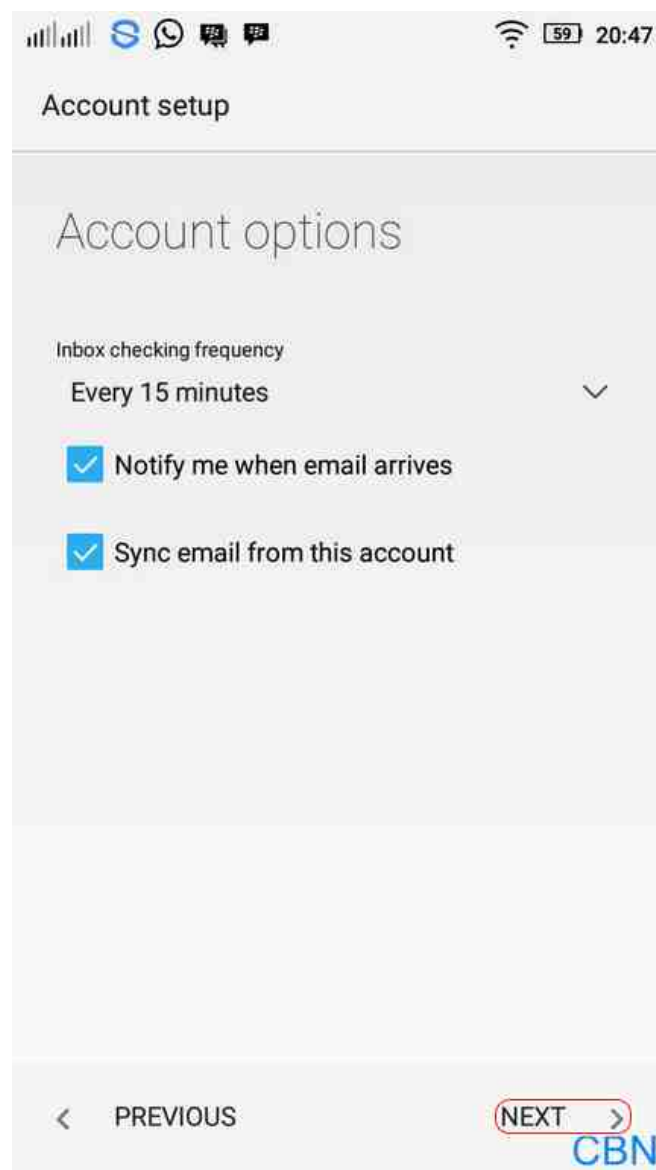 59 20:47
Account setup
Account options
Inbox checking frequency
Every 15 minutes
Notify me when email arrives
Sync email from this account
< PREVIOUS NEXT >
CBN